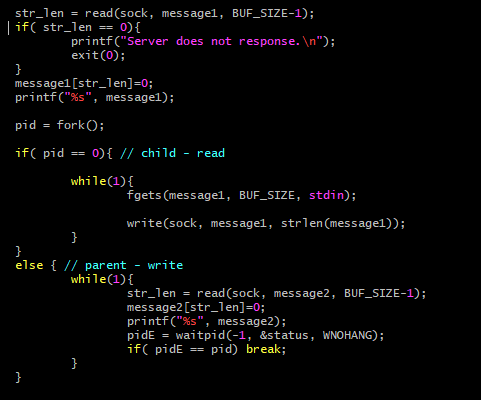 str_len = read(sock, message1, BUF_SIZE-1);
if( str_len == 0){
printf("Server does not response.\n");
exit(0);
}
message1[str_len]=0;
printf("%s", message1);
pid = fork();
if( pid == 0){ // child - read
while(1){
fgets(message1, BUF_SIZE, stdin);
write(sock, message1, strlen(message1));
}
}
else { // parent - write
while(1){
str_len = read(sock, message2, BUF_SIZE-1);
message2[str_len]=0;
printf("%s", message2);
pidE = waitpid(-1, &status, WNOHANG);
if( pidE == pid) break;
}
}